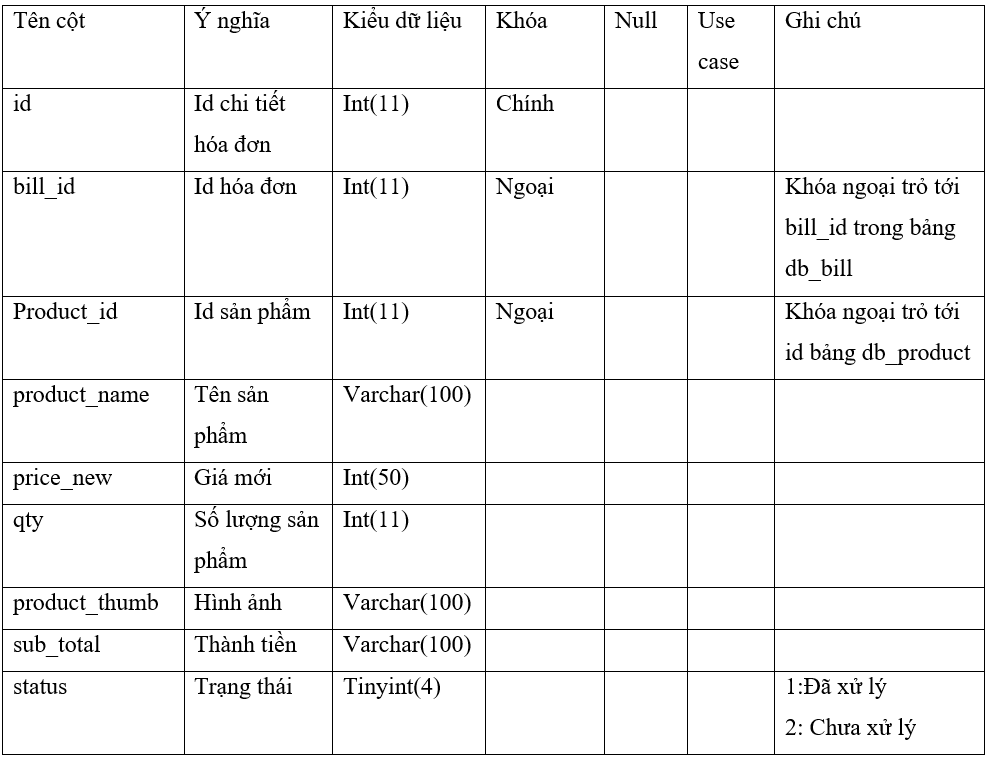 Tên cột Ý nghĩa Kiểu dữ liệu Khóa Null Use Ghi chú
case
id Id chi tiết Int(11) Chính
hóa đơn
bill_id Id hóa đơn Int(11) Ngoại Khóa ngoại trỏ tới
bill_id trong bảng
db_bill
Product_id Id sản phẩm Int(11) Ngoại Khóa ngoại trỏ tới
id bảng db_product
product_name Tên sản Varchar(100)
phẩm
price_new Giá mới Int(50)
qty Số lượng sản Int(11)
phẩm
product_thumb Hình ảnh Varchar(100)
sub_total Thành tiền Varchar(100)
status Trạng thái Tinyint(4) 1:Đã xử lý
2: Chưa xử lý